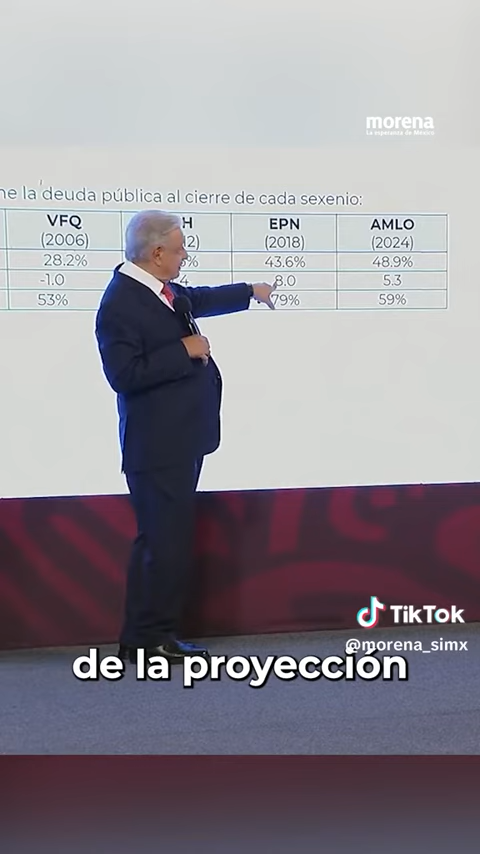 morena
La esperanza de México
ne la deuda pública al cierre de cada sexenio:
VFQ EPN AMLO
(2006) (2018) (2024)
28.2% 43.6% 48.9%
-1.0 8.0 5.3
53% 79% 59%
TikTok
@morena_simx
de la proyección